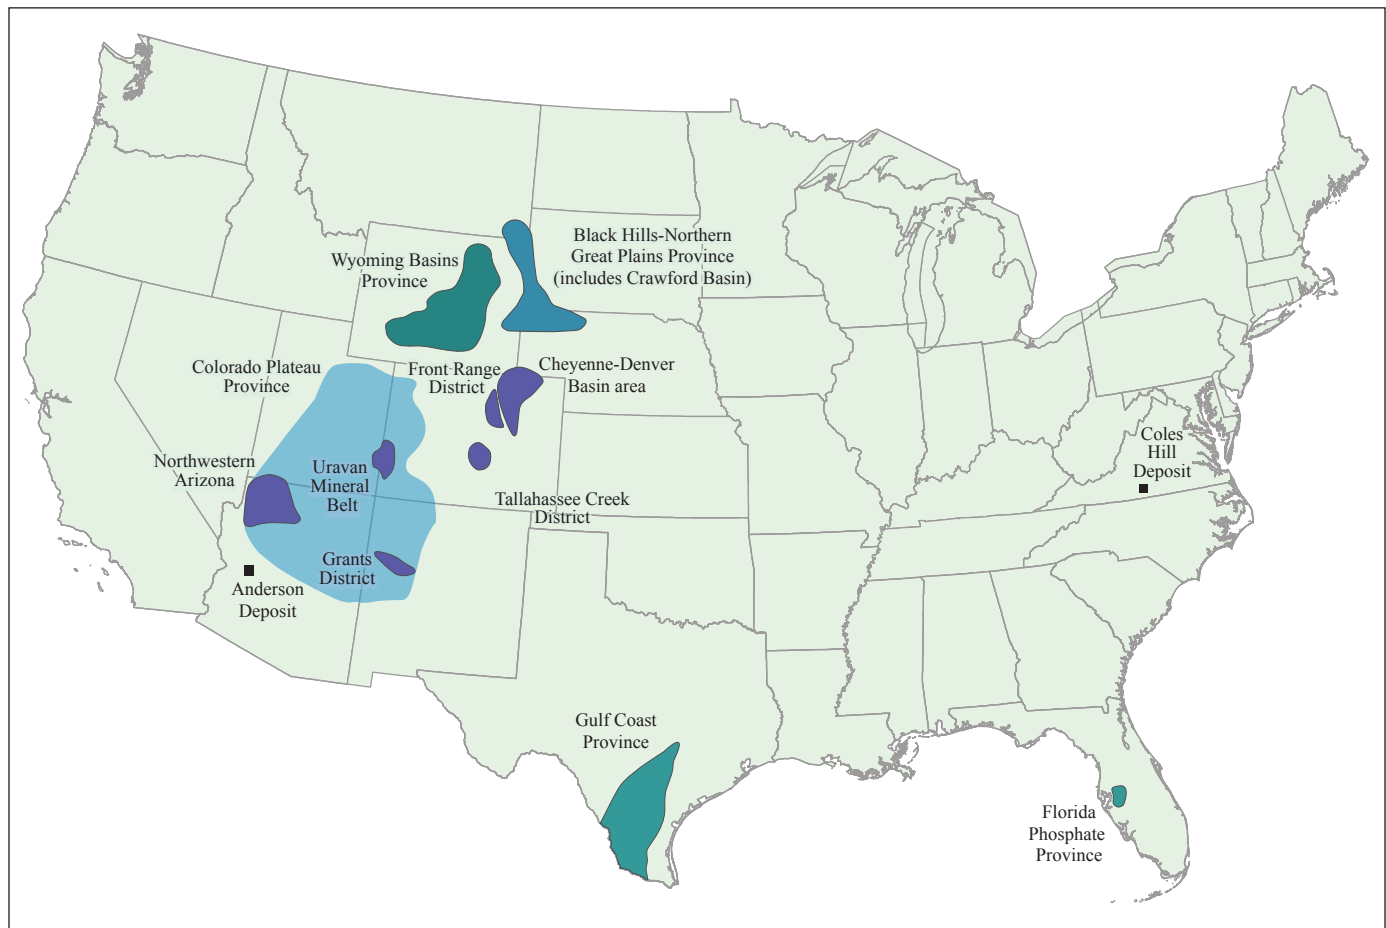 Black Hills-Northern
Great Plains Province
(includes Crawford Basin)
Wyoming Basins
Province
Colorado Plateau
Province
Front Range
District
Cheyenne-Denver
Basin area
Northwestern
Arizona
Uravan
Mineral
Belt
Tallahassee Creek
District
Coles
Hill
Deposit
Grants
District
Anderson
Deposit
Gulf Coast
Province
Florida
Phosphate
Province